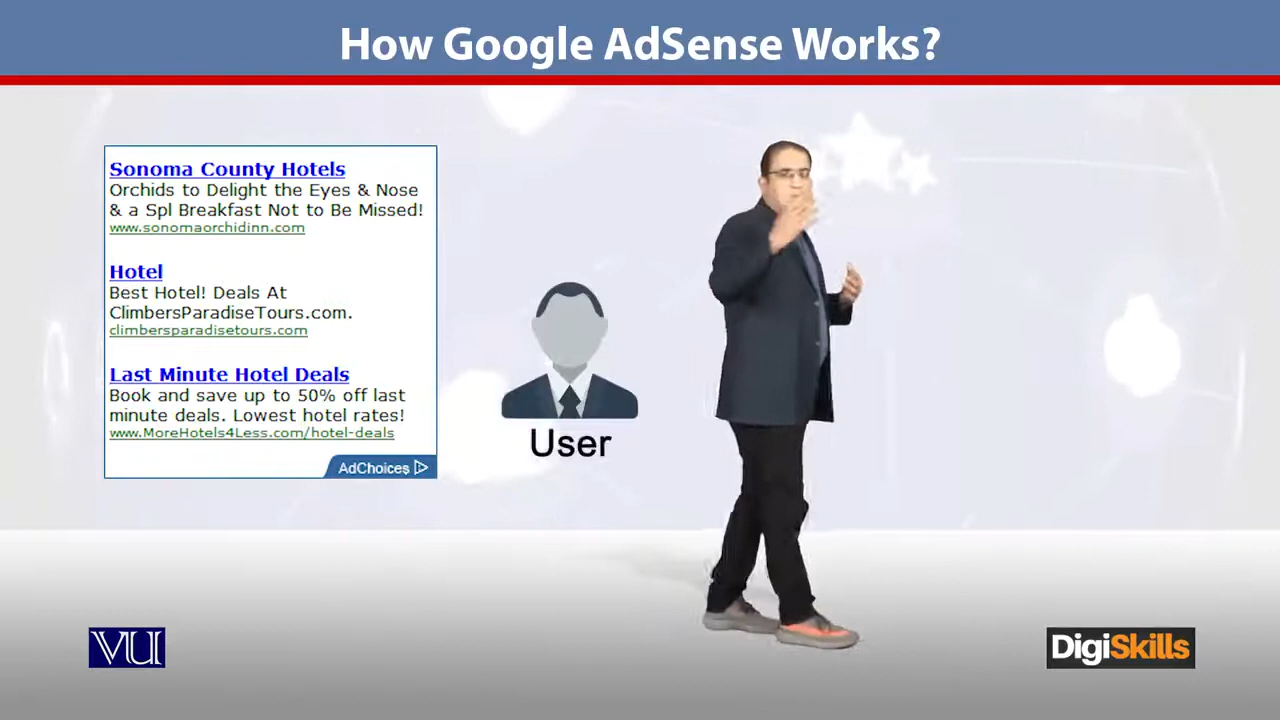 How Google AdSense Works?
Sonoma County Hotels
Orchids to Delight the Eyes & Nose
& a Spl Breakfast Not to Be Missed!
www.sonomaorchidinn.com
Hotel
Best Hotel! Deals At
ClimbersParadiseTours.com.
climbersparadisetours.com
Last Minute Hotel Deals
Book and save up to 50% off last
minute deals. Lowest hotel rates!
www.MoreHotels4Less.com/hotel-deals
AdChoices
User
VU
DigiSkills